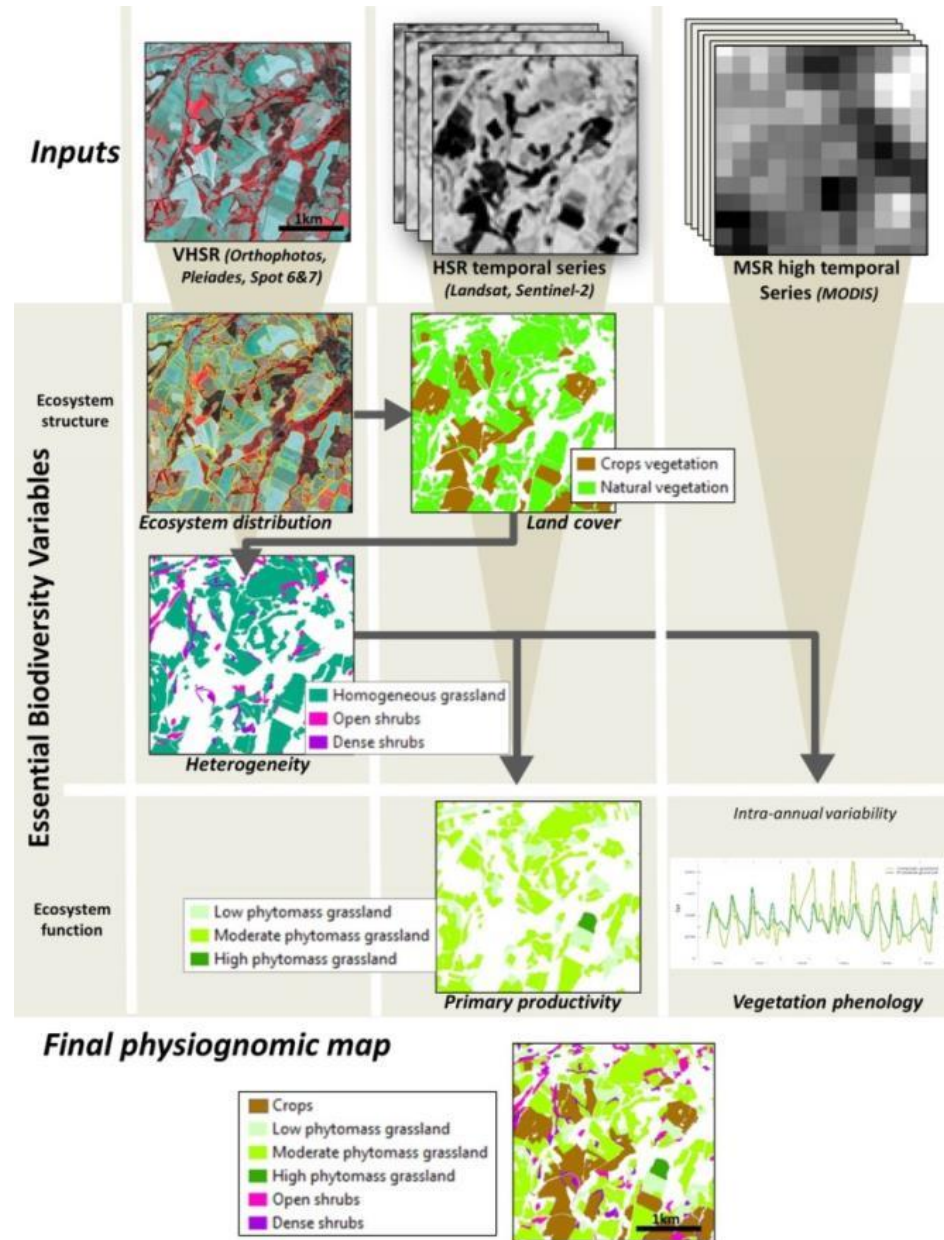 Inputs
1km
VHSR (Orthophotos,
Pleiades, Spot 6&7)
HSR temporal series
(Landsat, Sentinel-2)
MSR high temporal
Series (MODIS)
Essential Biodiversity Variables
Ecosystem
structure
Ecosystem distribution
Crops vegetation
Natural vegetation
Land cover
Homogeneous grassland
Open shrubs
Dense shrubs
Heterogeneity
Ecosystem
function
Low phytomass grassland
Moderate phytomass grassland
High phytomass grassland
Primary productivity
Intra-annual variability
Vegetation phenology
Final physiognomic map
Crops
Low phytomass grassland
Moderate phytomass grassland
High phytomass grassland
Open shrubs
Dense shrubs
1km